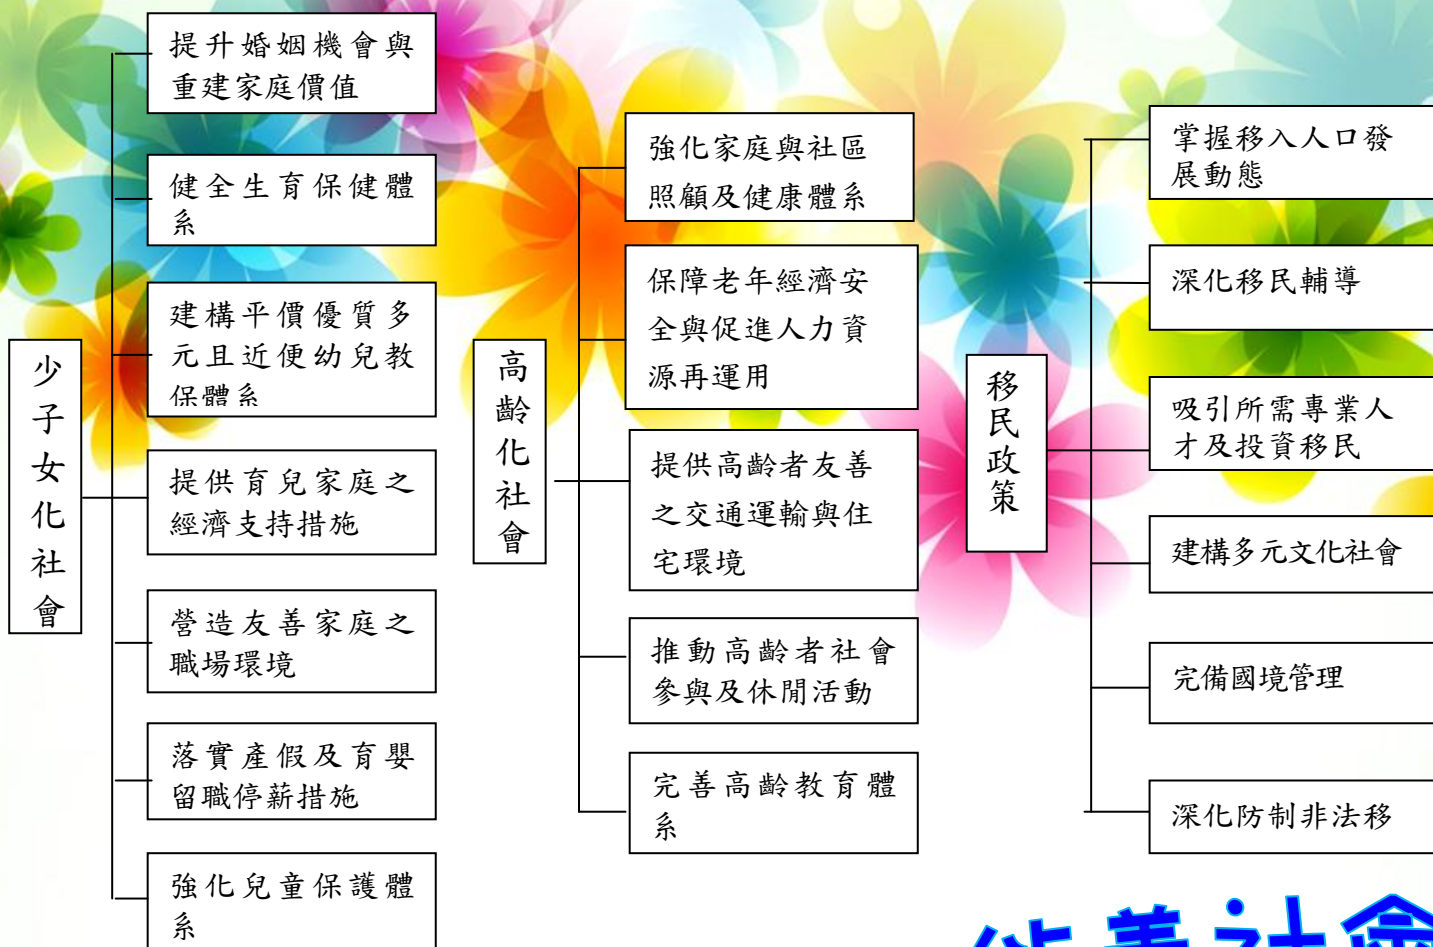 少子女化社會
提升婚姻機會與
重建家庭價值
健全生育保健體
系
建構平價優質多
元且近便幼兒教
保體系
提供育兒家庭之
經濟支持措施
營造友善家庭之
職場環境
落實產假及育嬰
留職停薪措施
強化兒童保護體
系
高齡化社會
強化家庭與社區
照顧及健康體系
保障老年經濟安
全與促進人力資
源再運用
提供高齡者友善
之交通運輸與住
宅環境
推動高齡者社會
參與及休閒活動
完善高齡教育體
系
移民政策
掌握移入人口發
展動態
深化移民輔導
吸引所需專業人
才及投資移民
建構多元文化社會
完備國境管理
深化防制非法移
社會